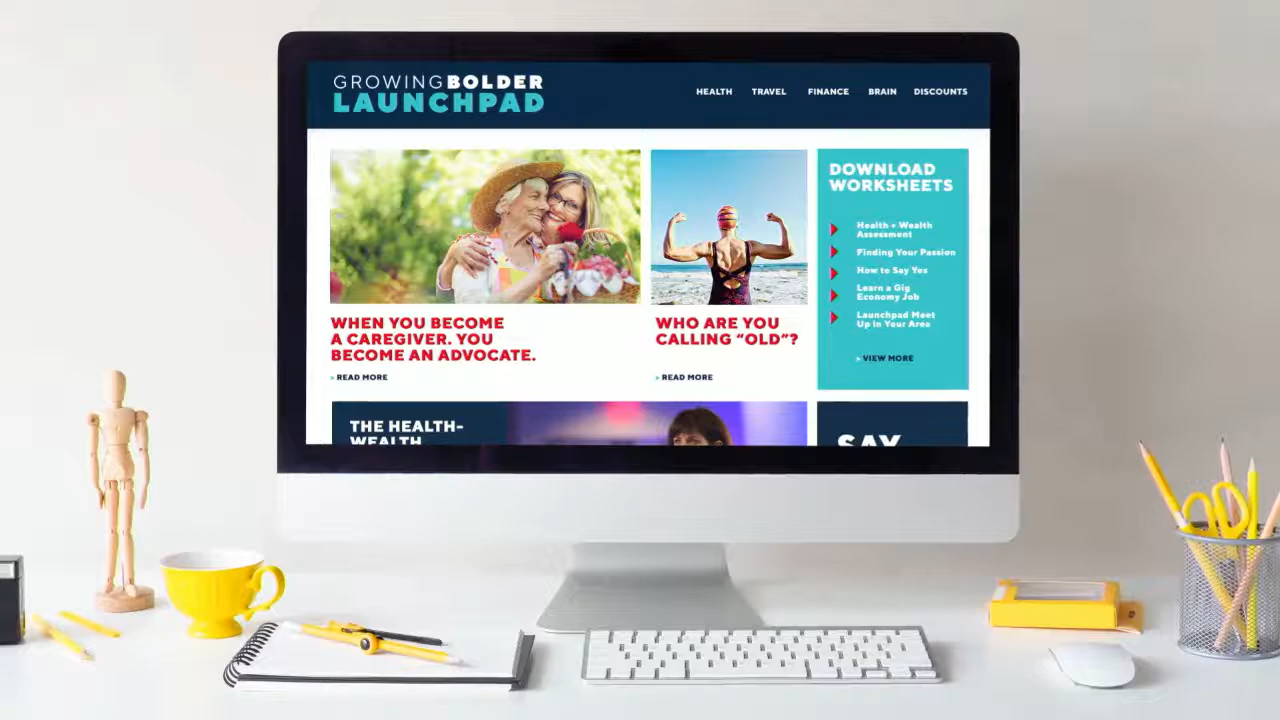 GROWINGBOLDER
LAUNCHPAD
HEALTH TRAVEL FINANCE BRAIN DISCOUNTS
WHEN YOU BECOME
A CAREGIVER. YOU
BECOME AN ADVOCATE.
> READ MORE
WHO ARE YOU
CALLING “OLD”?
> READ MORE
DOWNLOAD
WORKSHEETS
Health + Wealth
Assessment
Finding Your Passion
How to Say Yes
Learn a Gig
Economy Job
Launchpad Meet
Up in Your Area
> VIEW MORE
THE HEALTH-
WEALTH
SAY